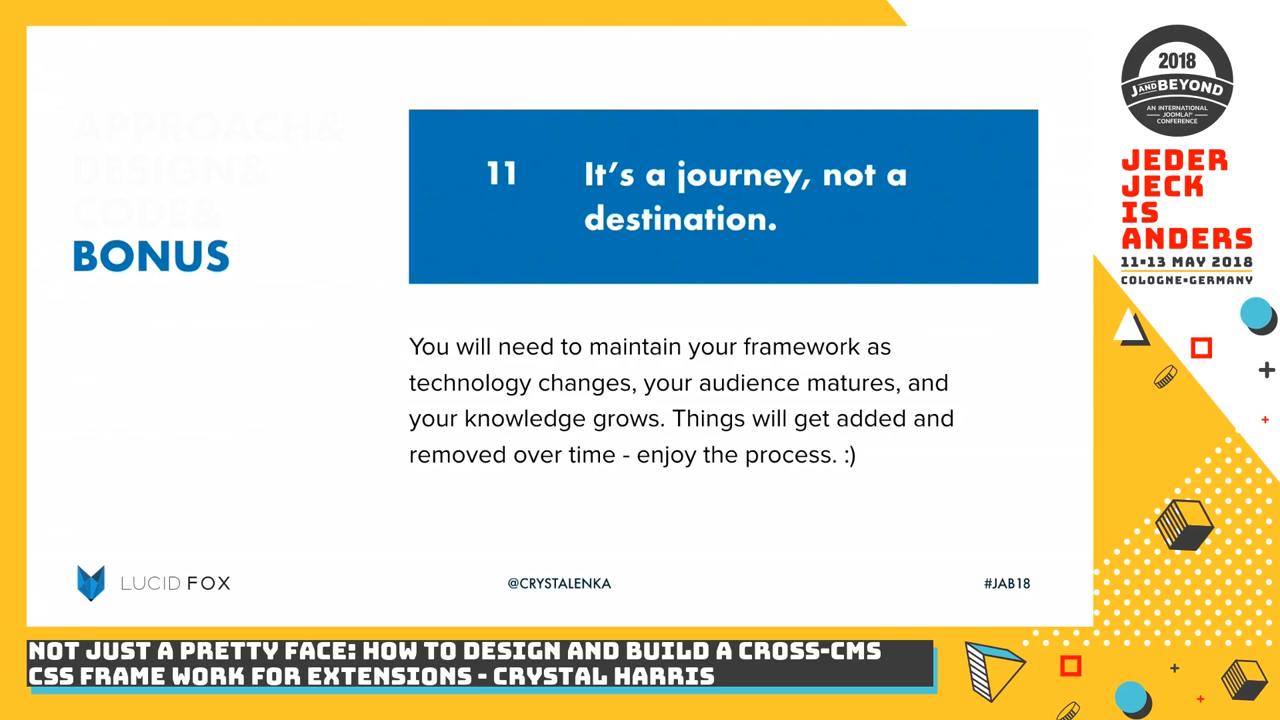 APPROACH&
DESIGN&
CODE&
BONUS
11 It's a journey, not a
destination.
You will need to maintain your framework as
technology changes, your audience matures, and
your knowledge grows. Things will get added and
removed over time - enjoy the process. :)
LUCID FOX
@CRYSTALENKA
#JAB18
2018
J AND BEYOND
AN INTERNATIONAL
JOOMLA!®
CONFERENCE
JEDER
JECK
IS
ANDERS
11-13 MAY 2018
COLOGNE-GERMANY
NOT JUST A PRETTY FACE: HOW TO DESIGN AND BUILD A CROSS-CMS
CSS FRAME WORK FOR EXTENSIONS - CRYSTAL HARRIS